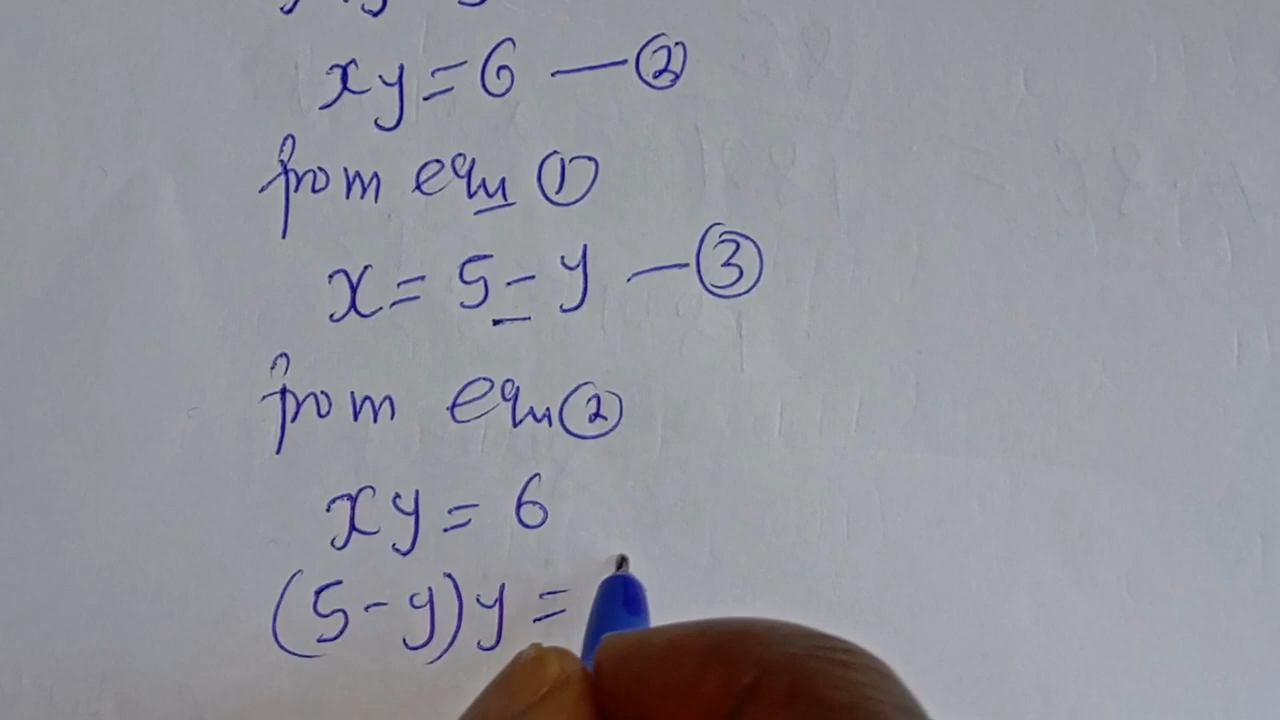 xy = 6 — ②
from eqn ①
x = 5 - y — ③
from eqn ②
xy = 6
(5 - y) y =